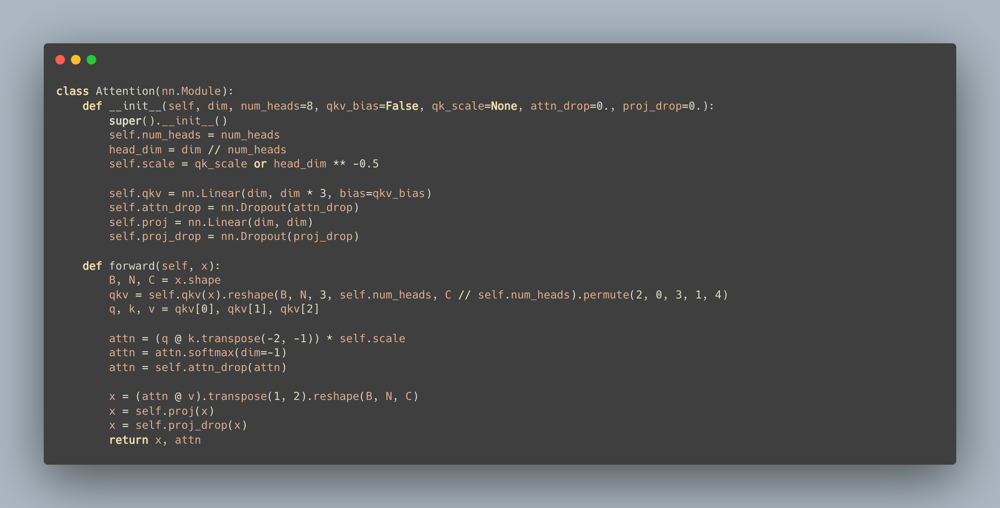 class Attention(nn.Module):
    def __init__(self, dim, num_heads=8, qkv_bias=False, qk_scale=None, attn_drop=0., proj_drop=0.):
        super().__init__()
        self.num_heads = num_heads
        head_dim = dim // num_heads
        self.scale = qk_scale or head_dim ** -0.5

        self.qkv = nn.Linear(dim, dim * 3, bias=qkv_bias)
        self.attn_drop = nn.Dropout(attn_drop)
        self.proj = nn.Linear(dim, dim)
        self.proj_drop = nn.Dropout(proj_drop)

    def forward(self, x):
        B, N, C = x.shape
        qkv = self.qkv(x).reshape(B, N, 3, self.num_heads, C // self.num_heads).permute(2, 0, 3, 1, 4)
        q, k, v = qkv[0], qkv[1], qkv[2]

        attn = (q @ k.transpose(-2, -1)) * self.scale
        attn = attn.softmax(dim=-1)
        attn = self.attn_drop(attn)

        x = (attn @ v).transpose(1, 2).reshape(B, N, C)
        x = self.proj(x)
        x = self.proj_drop(x)
        return x, attn